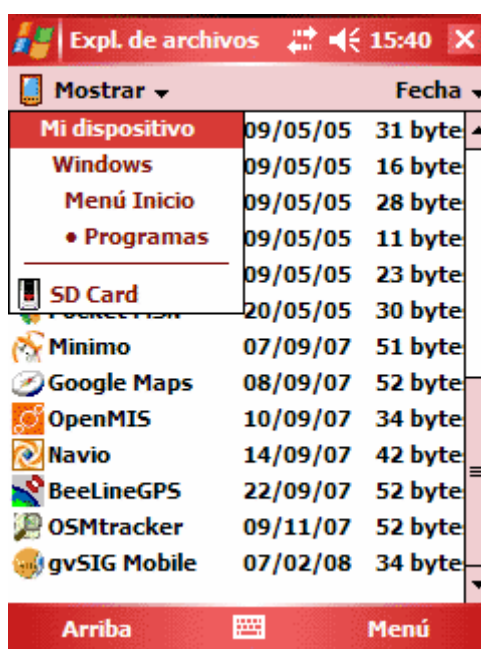 Expl. de archivos 15:40
Mostrar Fecha
Mi dispositivo 09/05/05 31 byte
Windows 09/05/05 16 byte
Menú Inicio 09/05/05 28 byte
• Programas 09/05/05 11 byte
09/05/05 23 byte
SD Card
20/05/05 30 byte
Minimo 07/09/07 51 byte
Google Maps 08/09/07 52 byte
OpenMIS 10/09/07 34 byte
Navio 14/09/07 42 byte
BeeLineGPS 22/09/07 52 byte
OSMtracker 09/11/07 52 byte
gvSIG Mobile 07/02/08 34 byte
Arriba Menú